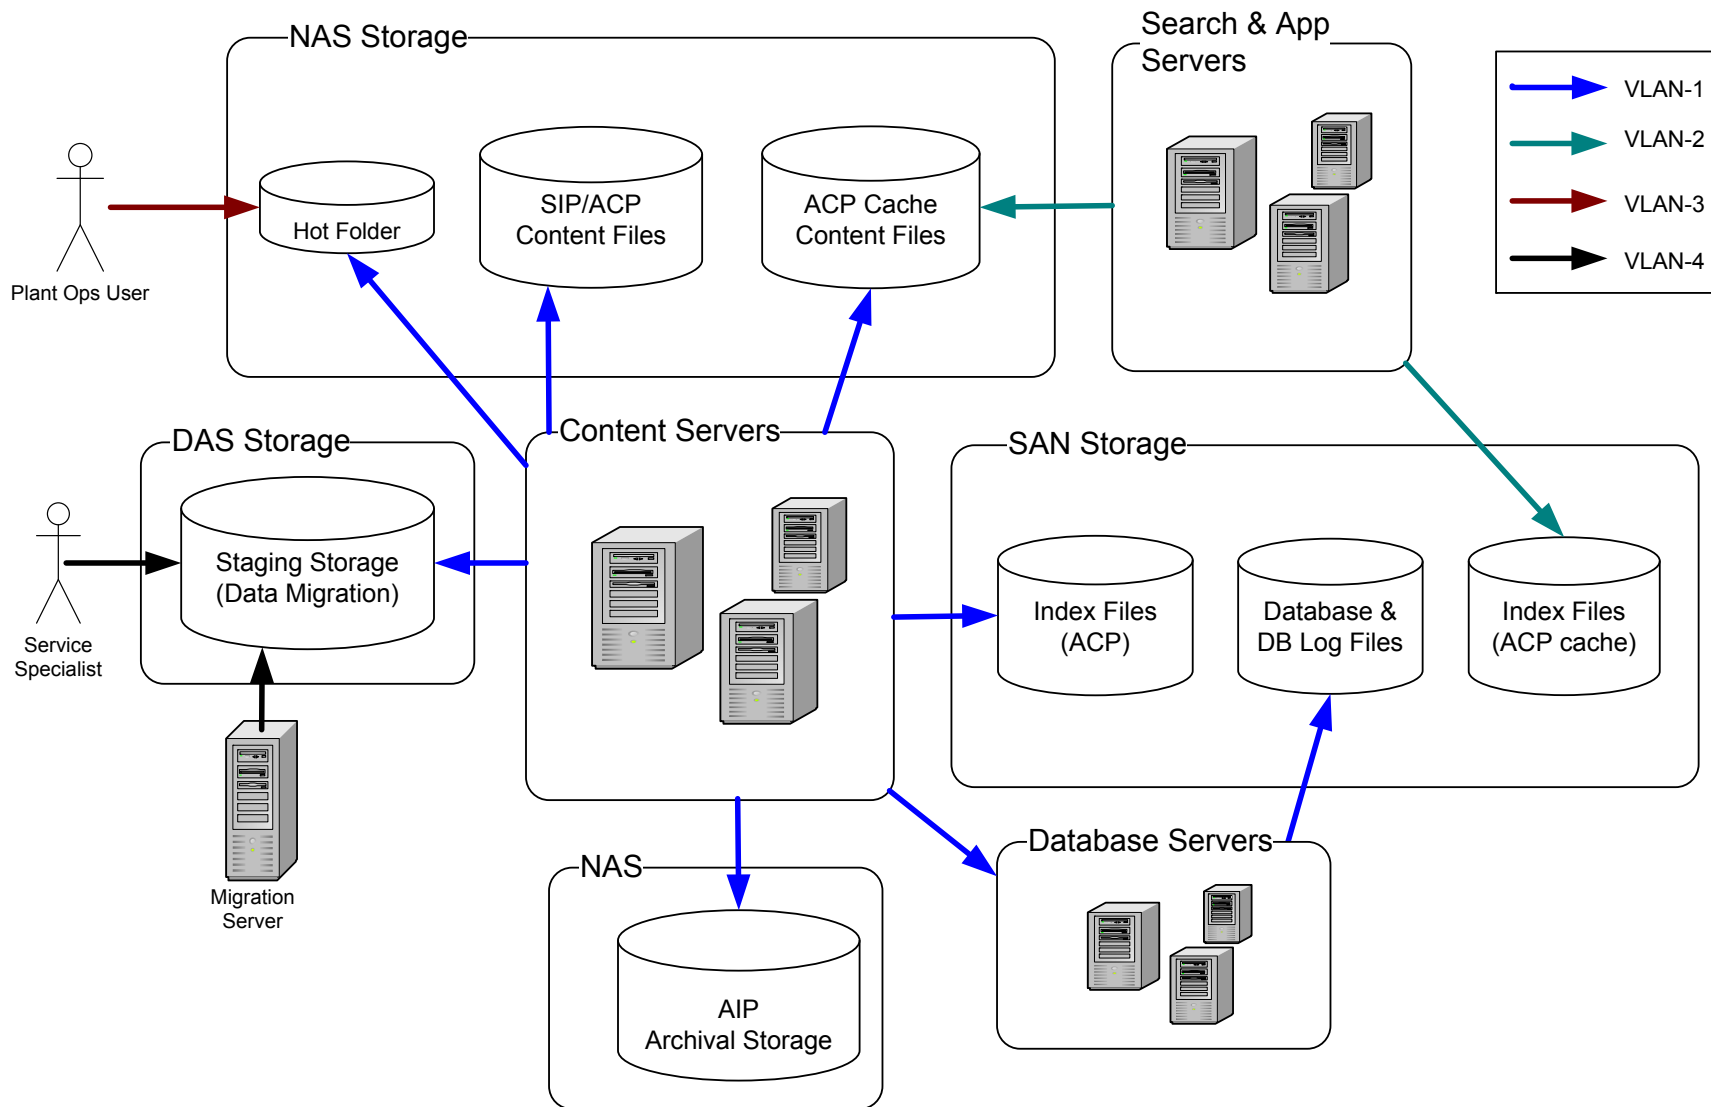 NAS Storage
Search & App
Servers
VLAN-1
VLAN-2
VLAN-3
VLAN-4
Hot Folder
SIP/ACP
Content Files
ACP Cache
Content Files
Plant Ops User
DAS Storage
Content Servers
SAN Storage
Staging Storage
(Data Migration)
Service
Specialist
Index Files
(ACP)
Database &
DB Log Files
Index Files
(ACP cache)
Migration
Server
NAS
Database Servers
AIP
Archival Storage